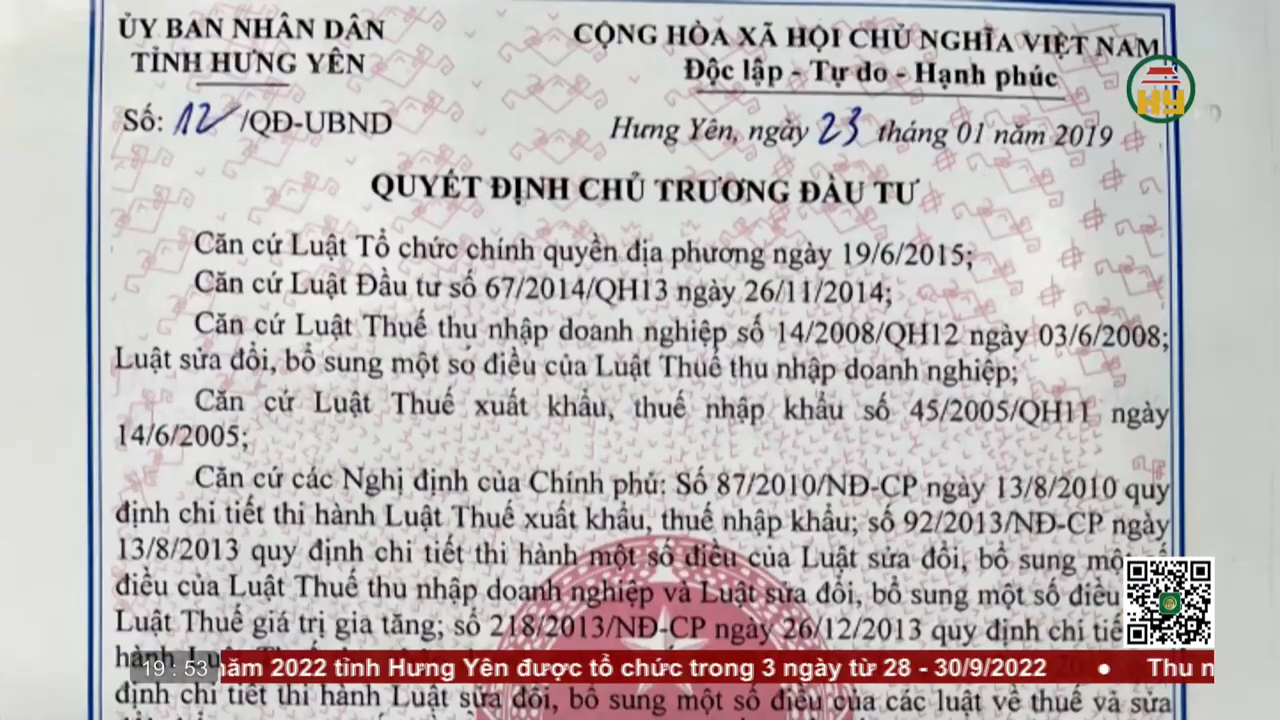 ỦY BAN NHÂN DÂN
TỈNH HƯNG YÊN
CỘNG HÒA XÃ HỘI CHỦ NGHĨA VIỆT NAM
Độc lập - Tự do - Hạnh phúc
HY
Số: 12/QĐ-UBND
Hưng Yên, ngày 23 tháng 01 năm 2019
QUYẾT ĐỊNH CHỦ TRƯƠNG ĐẦU TƯ
Căn cứ Luật Tổ chức chính quyền địa phương ngày 19/6/2015;
Căn cứ Luật Đầu tư số 67/2014/QH13 ngày 26/11/2014;
Căn cứ Luật Thuế thu nhập doanh nghiệp số 14/2008/QH12 ngày 03/6/2008;
Luật sửa đổi, bổ sung một số điều của Luật Thuế thu nhập doanh nghiệp;
Căn cứ Luật Thuế xuất khẩu, thuế nhập khẩu số 45/2005/QH11 ngày
14/6/2005;
Căn cứ các Nghị định của Chính phủ: Số 87/2010/NĐ-CP ngày 13/8/2010 quy
định chi tiết thi hành Luật Thuế xuất khẩu, thuế nhập khẩu; số 92/2013/NĐ-CP ngày
13/8/2013 quy định chi tiết thi hành một số điều của Luật sửa đổi, bổ sung một số
điều của Luật Thuế thu nhập doanh nghiệp và Luật sửa đổi, bổ sung một số điều
Luật Thuế giá trị gia tăng; số 218/2013/NĐ-CP ngày 26/12/2013 quy định chi tiế
hành
19:53 năm 2022 tỉnh Hưng Yên được tổ chức trong 3 ngày từ 28 - 30/9/2022 • Thu n
định chi tiết thi hành Luật sửa đổi, bổ sung một số điều của các luật về thuế và sửa